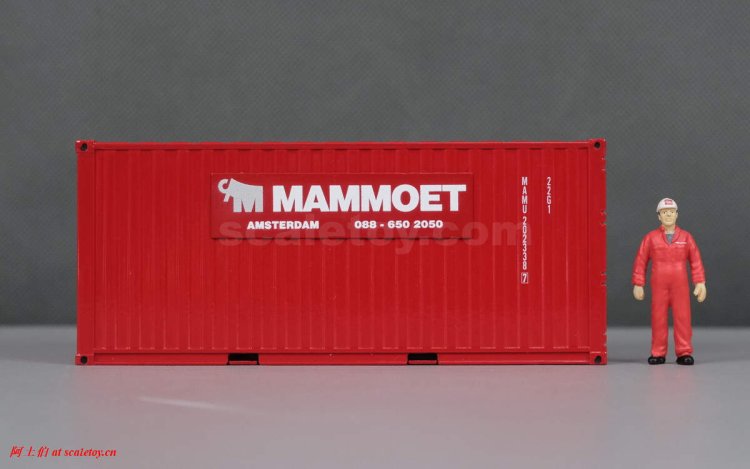 MAMMOET
AMSTERDAM 088 - 650 2050
22G1
MAMU 202338 7
scaletoy.com
阿土伯 at scaletoy.cn